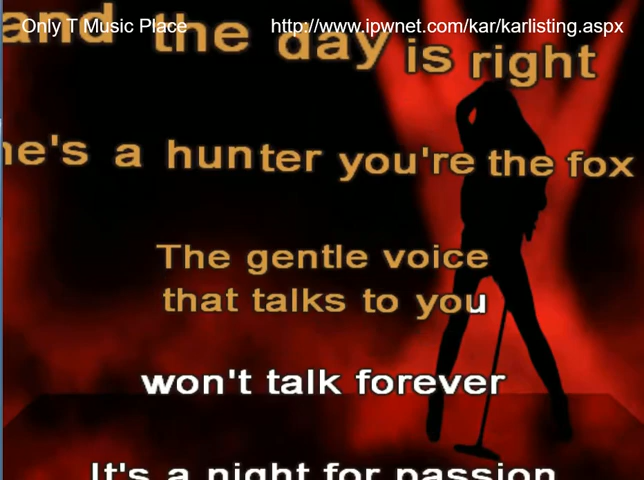 Only T Music Place http://www.ipwnet.com/kar/karlisting.aspx
and the day is right
he's a hunter you're the fox
The gentle voice
that talks to you
won't talk forever
It's a night for passion